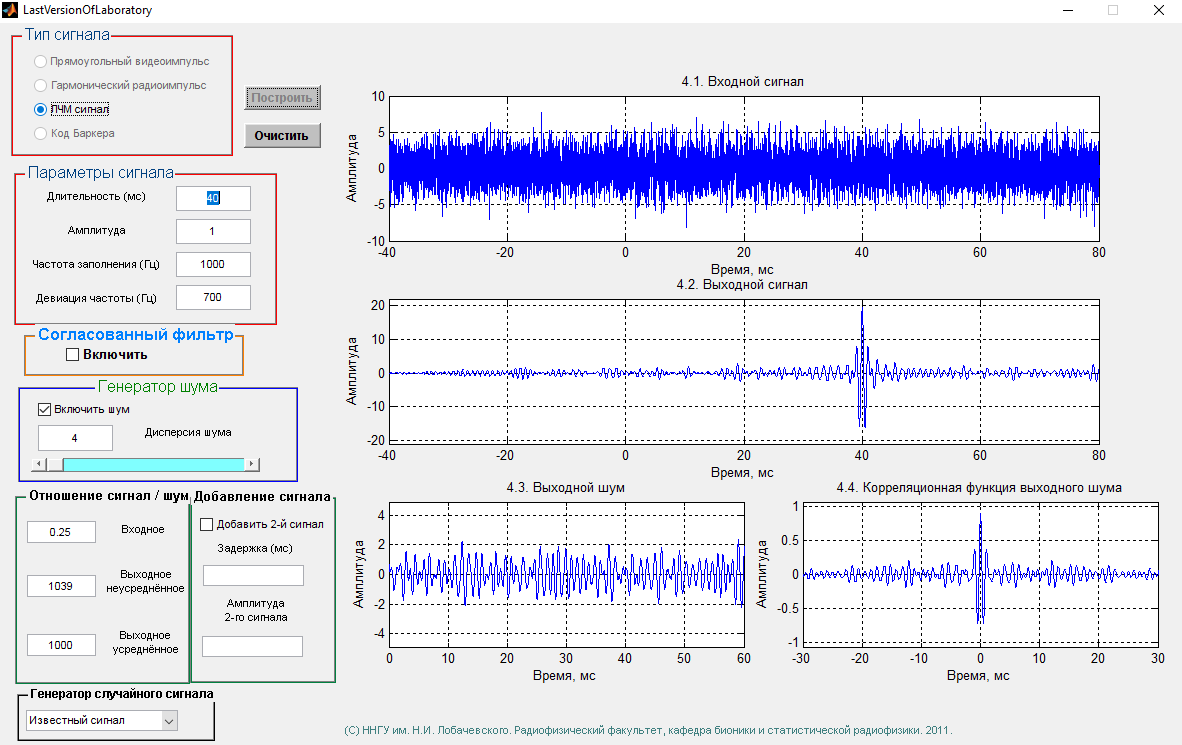 LastVersionOfLaboratory
Тип сигнала
Прямоугольный видеоимпульс
Гармонический радиоимпульс
ЛЧМ сигнал
Код Баркера
Построить
Очистить
Параметры сигнала
Длительность (мс)
40
Амплитуда
1
Частота заполнения (Гц)
1000
Девиация частоты (Гц)
700
Согласованный фильтр
Включить
Генератор шума
Включить шум
4
Дисперсия шума
Отношение сигнал / шум
0.25
Входное
1039
Выходное
неусреднённое
1000
Выходное
усреднённое
Добавление сигнала
Добавить 2-й сигнал
Задержка (мс)
Амплитуда
2-го сигнала
Генератор случайного сигнала
Известный сигнал
4.1. Входной сигнал
Амплитуда
10
5
0
-5
-10
-40 -20 0 20 40 60 80
Время, мс
4.2. Выходной сигнал
Амплитуда
20
10
0
-10
-20
-40 -20 0 20 40 60 80
Время, мс
4.3. Выходной шум
Амплитуда
4
2
0
-2
-4
0 10 20 30 40 50 60
Время, мс
4.4. Корреляционная функция выходного шума
Амплитуда
1
0.5
0
-0.5
-1
-30 -20 -10 0 10 20 30
Время, мс
(С) ННГУ им. Н.И. Лобачевского. Радиофизический факультет, кафедра бионики и статистической радиофизики. 2011.